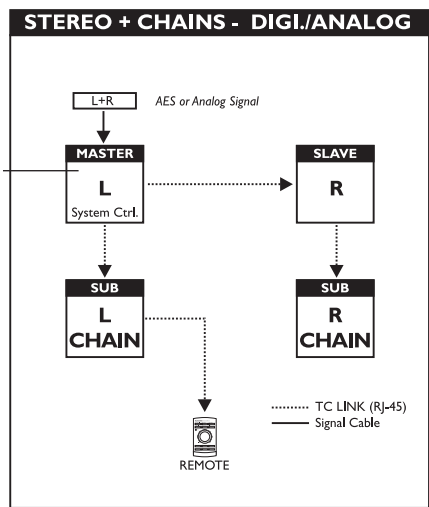 STEREO + CHAINS - DIGI./ANALOG
L+R
AES or Analog Signal
MASTER
L
System Ctrl.
SLAVE
R
SUB
L
CHAIN
SUB
R
CHAIN
TC LINK (RJ-45)
Signal Cable
REMOTE